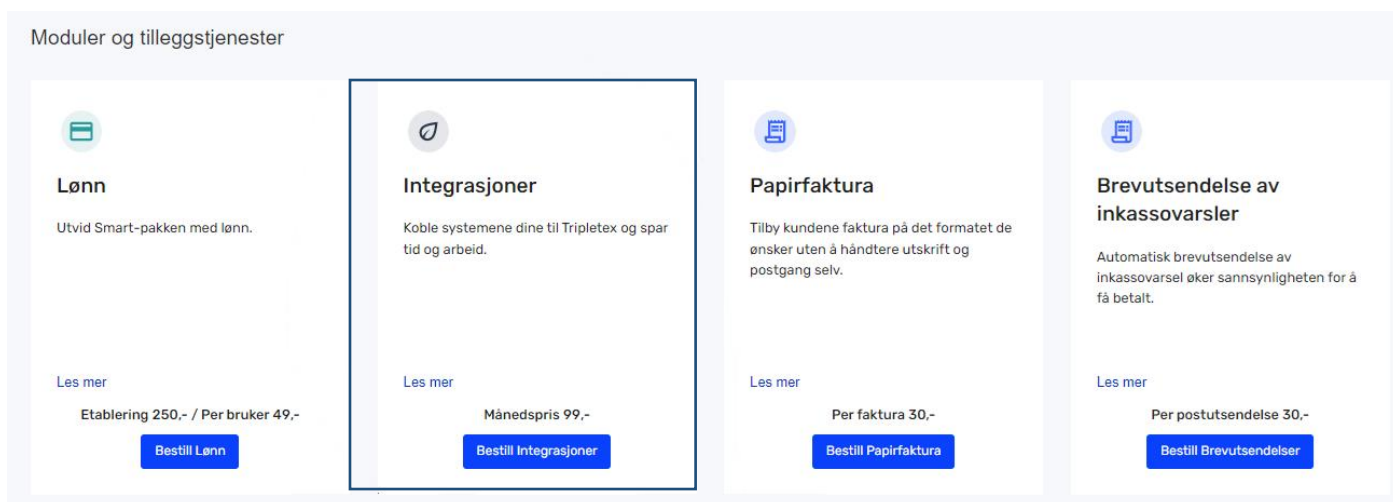 Moduler og tilleggstjenester
Lønn
Utvid Smart-pakken med lønn.
Les mer
Etablering 250,- / Per bruker 49,-
Bestill Lønn
Integrasjoner
Koble systemene dine til Tripletex og spar
tid og arbeid.
Les mer
Månedspris 99,-
Bestill Integrasjoner
Papirfaktura
Tilby kundene faktura på det formatet de
ønsker uten å håndtere utskrift og
postgang selv.
Les mer
Per faktura 30,-
Bestill Papirfaktura
Brevutsendelse av
inkassovarsler
Automatisk brevutsendelse av
inkassovarsel øker sannsynligheten for å
få betalt.
Les mer
Per postutsendelse 30,-
Bestill Brevutsendelser